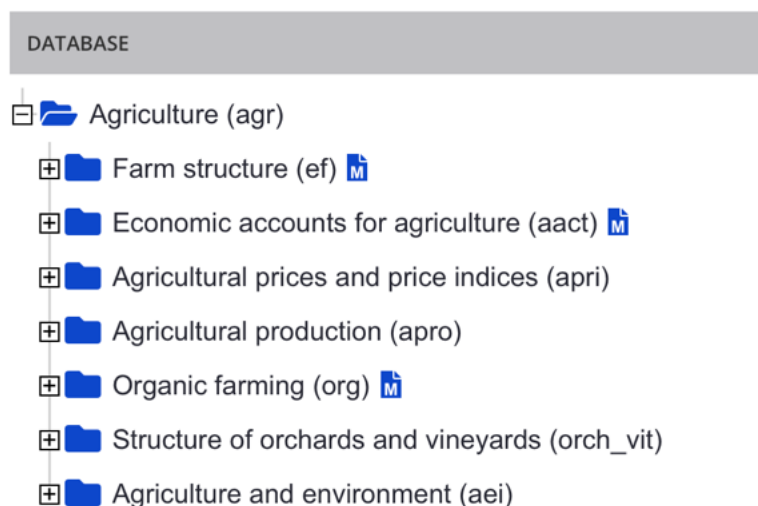 DATABASE
Agriculture (agr)
Farm structure (ef) M
Economic accounts for agriculture (aact) M
Agricultural prices and price indices (apri)
Agricultural production (apro)
Organic farming (org) M
Structure of orchards and vineyards (orch_vit)
Agriculture and environment (aei)